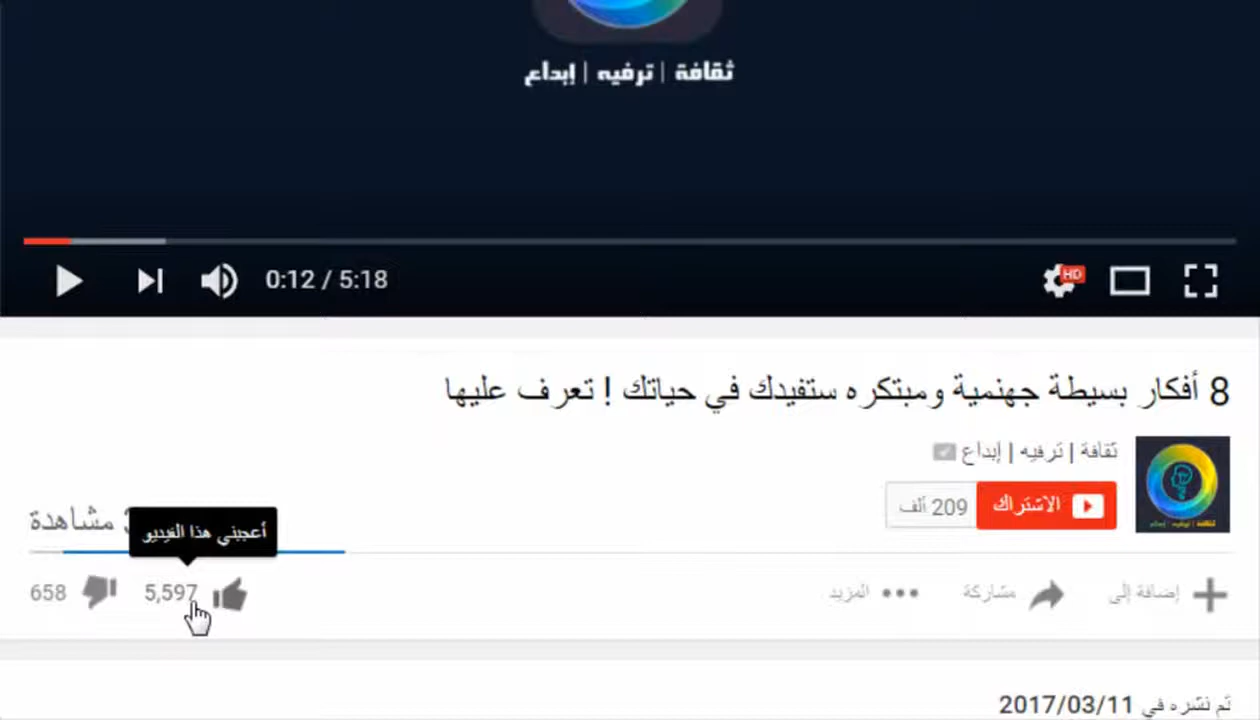 ثقافة | ترفيه | إبداع
0:12 / 5:18
HD
8 أفكار بسيطة جهنمية ومبتكره ستفيدك في حياتك ! تعرف عليها
ثقافة | ترفيه | إبداع
الاشتراك 209 ألف
مشاهدة
أعجبني هذا الفيديو
إضافة إلى مشاركة المزيد 5,597 658
تم نشره في 2017/03/11